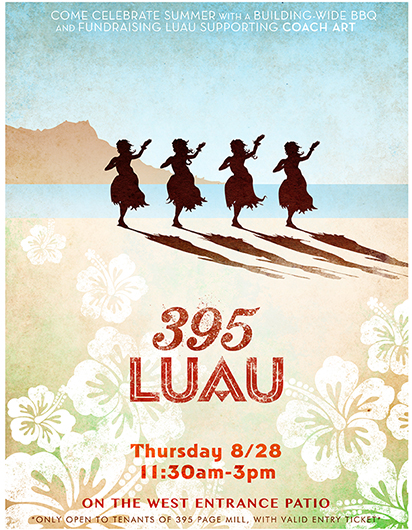 COME CELEBRATE SUMMER WITH A BUILDING-WIDE BBQ
AND FUNDRAISING LUAU SUPPORTING COACH ART
395
LUAU
Thursday 8/28
11:30am-3pm
ON THE WEST ENTRANCE PATIO
*ONLY OPEN TO TENANTS OF 395 PAGE MILL, WITH VALID ENTRY TICKET*